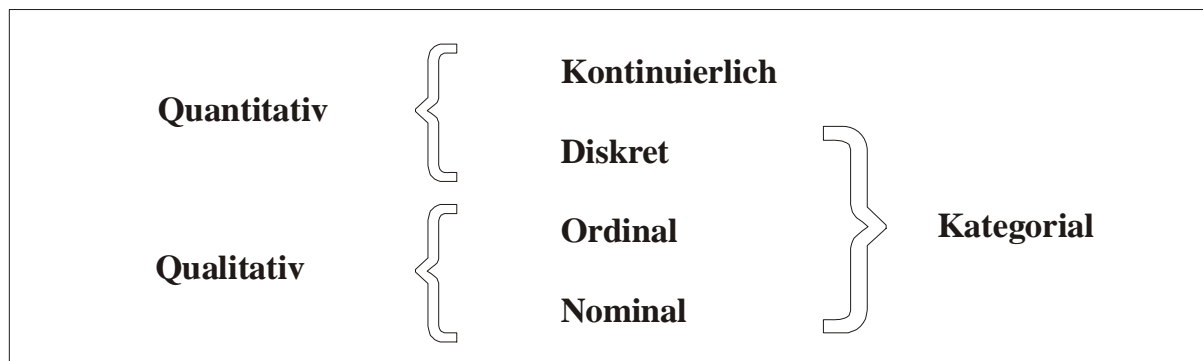 Kontinuierlich
Quantitativ
Diskret
Ordinal
Kategorial
Qualitativ
Nominal